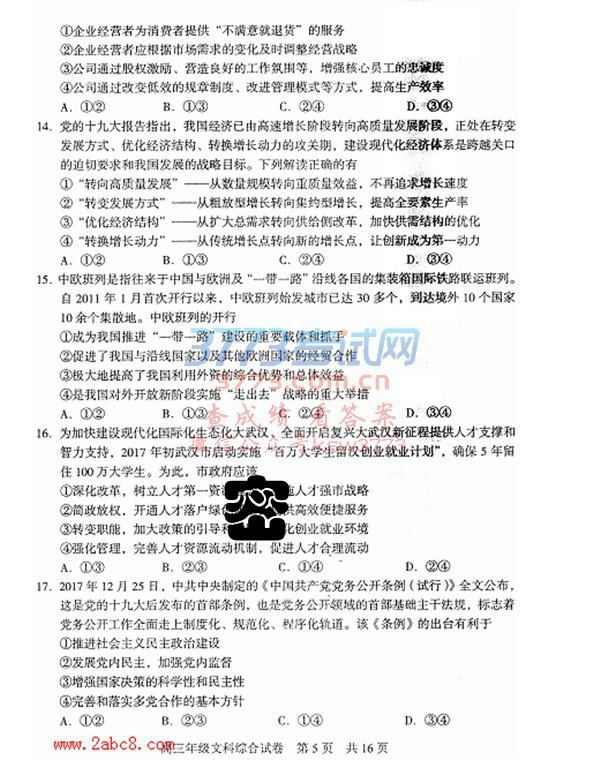 ①企业经营者为消费者提供“不满意就退货”的服务
②企业经营者应根据市场需求的变化及时调整经营战略
③公司通过股权激励、营造良好的工作氛围等，增强核心员工的忠诚度
④公司通过改变低效的规章制度、改进管理模式等方式，提高生产效率
A．①② B．①③ C．②④ D．③④
14．党的十九大报告指出，我国经济已由高速增长阶段转向高质量发展阶段，正处在转变
发展方式、优化经济结构、转换增长动力的攻关期，建设现代化经济体系是跨越关口
的迫切要求和我国发展的战略目标。下列解读正确的有
①“转向高质量发展”——从数量规模转向重质量效益，不再追求增长速度
②“转变发展方式”——从粗放型增长转向集约型增长，提高全要素生产率
③“优化经济结构”——从扩大总需求转向供给侧改革，加快供需结构的优化
④“转换增长动力”——从传统增长点转向新的增长点，让创新成为第一动力
A．①② B．①③ C．②④ D．③④
15．中欧班列是指往来于中国与欧洲及“一带一路”沿线各国的集装箱国际铁路联运班列。
自 2011 年 1 月首次开行以来，中欧班列始发城市已达 30 多个，到达境外 10 个国家
10 余个集散地。中欧班列的开行
①成为我国推进“一带一路”建设的重要载体和抓手
3773考试网
②促进了我国与沿线国家以及其他欧洲国家的经贸合作
③极大地提高了我国利用外资的综合优势和总体效益
3773.com.cn
④是我国对外开放新阶段实施“走出去”战略的重大举措
A．①② B．①③ C．②④ D．③④
查成绩 看答案
16．为加快建设现代化国际化生态化大武汉，全面开启复兴大武汉新征程提供人才支撑和
智力支持，2017 年初武汉市启动实施“百万大学生留汉创业就业计划”，确保 5 年留
微信公众号ksw3773
住 100 万大学生。为此，市政府应该
①深化改革，树立人才第一资 施人才强市战略
②简政放权，开通人才落户绿 供高效便捷服务
③转变职能，加大政策的引导和 化创业就业环境
④强化管理，完善人才资源流动机制，促进人才合理流动
A．①③ B．①④ C．②③ D．②④
17．2017 年 12 月 25 日，中共中央制定的《中国共产党党务公开条例（试行）》全文公布，
这是党的十九大后发布的首部条例，也是党务公开领域的首部基础主干法规，标志着
党务公开工作全面走上制度化、规范化、程序化轨道。该《条例》的出台有利于
①推进社会主义民主政治建设
②发展党内民主，加强党内监督
③增强国家决策的科学性和民主性
④完善和落实多党合作的基本方针
A．①② B．②③ C．①④ D．③④
www.2abc8.com
高三年级文科综合试卷 第 5 页 共 16 页